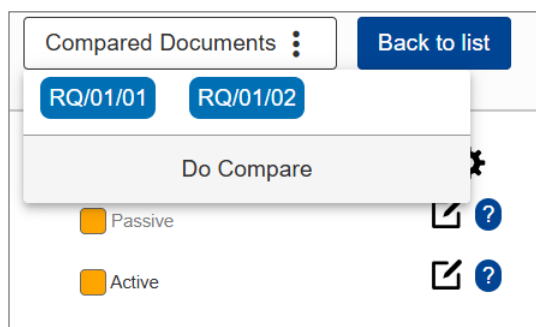 Compared Documents Back to list
RQ/01/01 RQ/01/02
Do Compare
Passive ?
Active ?